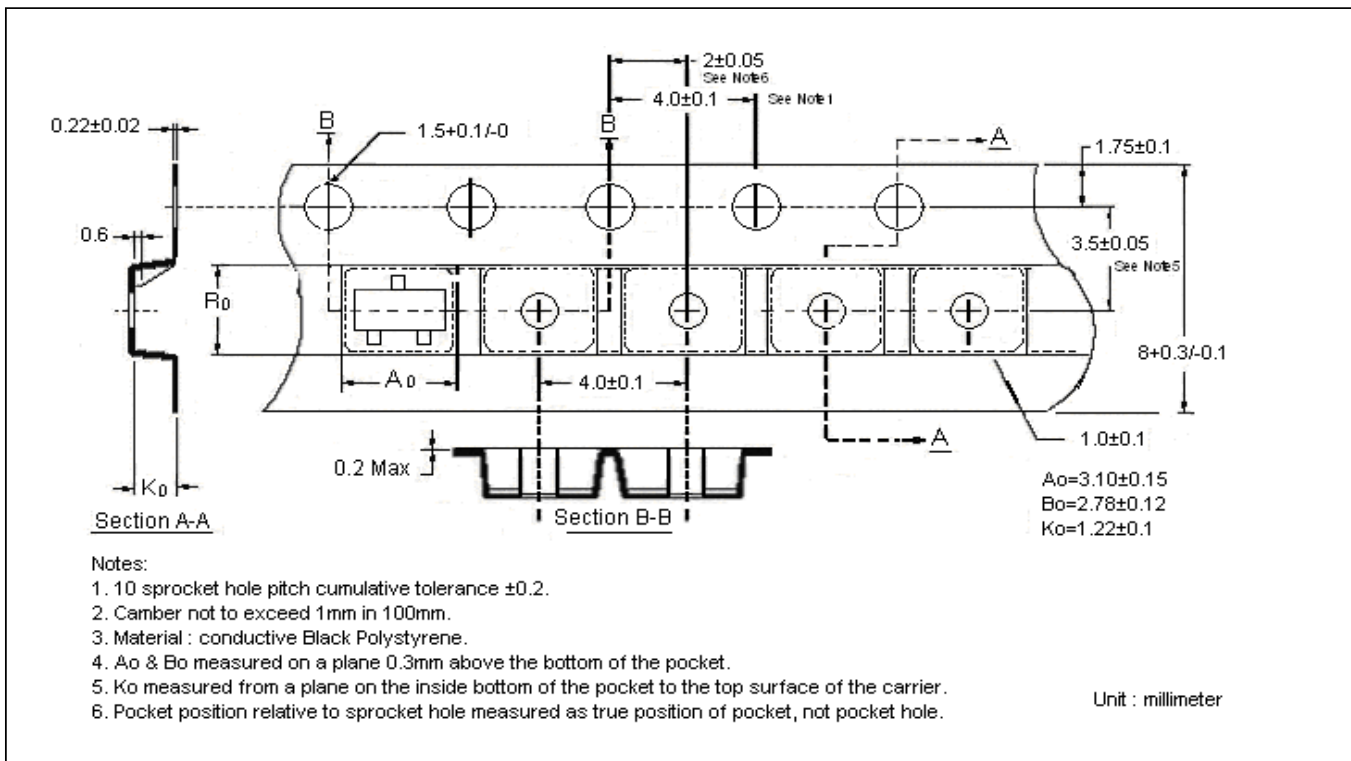 2±0.05
See Note6
4.0±0.1
See Note1
0.22±0.02
B
1.5+0.1/-0
B
A
1.75±0.1
0.6
3.5±0.05
See Note5
R0
8+0.3/-0.1
A0
4.0±0.1
A
1.0±0.1
0.2 Max
K0
Ao=3.10±0.15
Bo=2.78±0.12
Ko=1.22±0.1
Section A-A
Section B-B
Notes:
1. 10 sprocket hole pitch cumulative tolerance ±0.2.
2. Camber not to exceed 1mm in 100mm.
3. Material : conductive Black Polystyrene.
4. Ao & Bo measured on a plane 0.3mm above the bottom of the pocket.
5. Ko measured from a plane on the inside bottom of the pocket to the top surface of the carrier.
6. Pocket position relative to sprocket hole measured as true position of pocket, not pocket hole.
Unit : millimeter